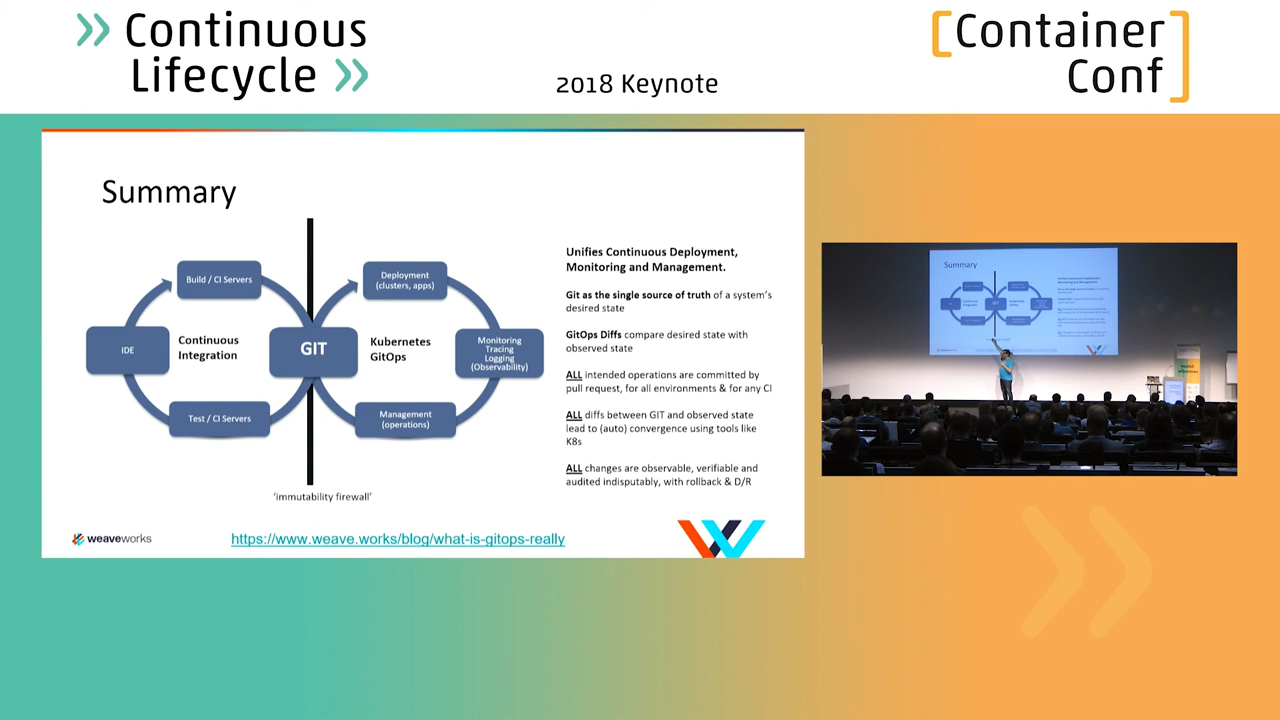 Continuous
Lifecycle
2018 Keynote
Container
Conf
Summary
Build / CI Servers
Deployment
(clusters, apps)
IDE
Continuous
Integration
GIT
Kubernetes
GitOps
Monitoring
Tracing
Logging
(Observability)
Test / CI Servers
Management
(operations)
'immutability firewall'
Unifies Continuous Deployment,
Monitoring and Management.
Git as the single source of truth of a system's
desired state
GitOps Diffs compare desired state with
observed state
ALL intended operations are committed by
pull request, for all environments & for any CI
ALL diffs between GIT and observed state
lead to (auto) convergence using tools like
K8s
ALL changes are observable, verifiable and
audited indisputably, with rollback & D/R
weaveworks
https://www.weave.works/blog/what-is-gitops-really
Summary
GIT